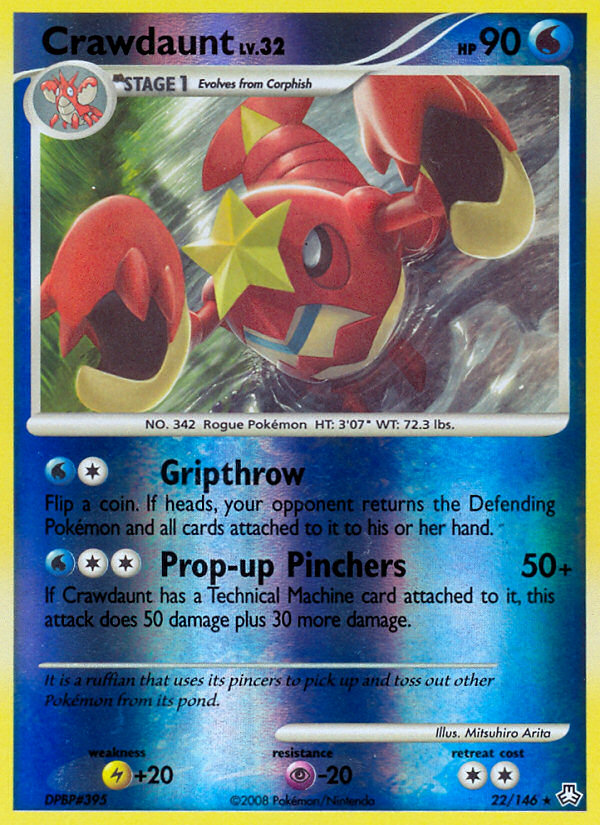 Crawdaunt LV.32 HP 90
STAGE 1 Evolves from Corphish
NO. 342 Rogue Pokémon HT: 3'07" WT: 72.3 lbs.
Gripthrow
Flip a coin. If heads, your opponent returns the Defending
Pokémon and all cards attached to it to his or her hand.
Prop-up Pinchers 50+
If Crawdaunt has a Technical Machine card attached to it, this
attack does 50 damage plus 30 more damage.
It is a ruffian that uses its pincers to pick up and toss out other
Pokémon from its pond.
Illus. Mitsuhiro Arita
weakness resistance retreat cost
+20 -20
DPBP#395 ©2008 Pokémon/Nintendo 22/146 ★